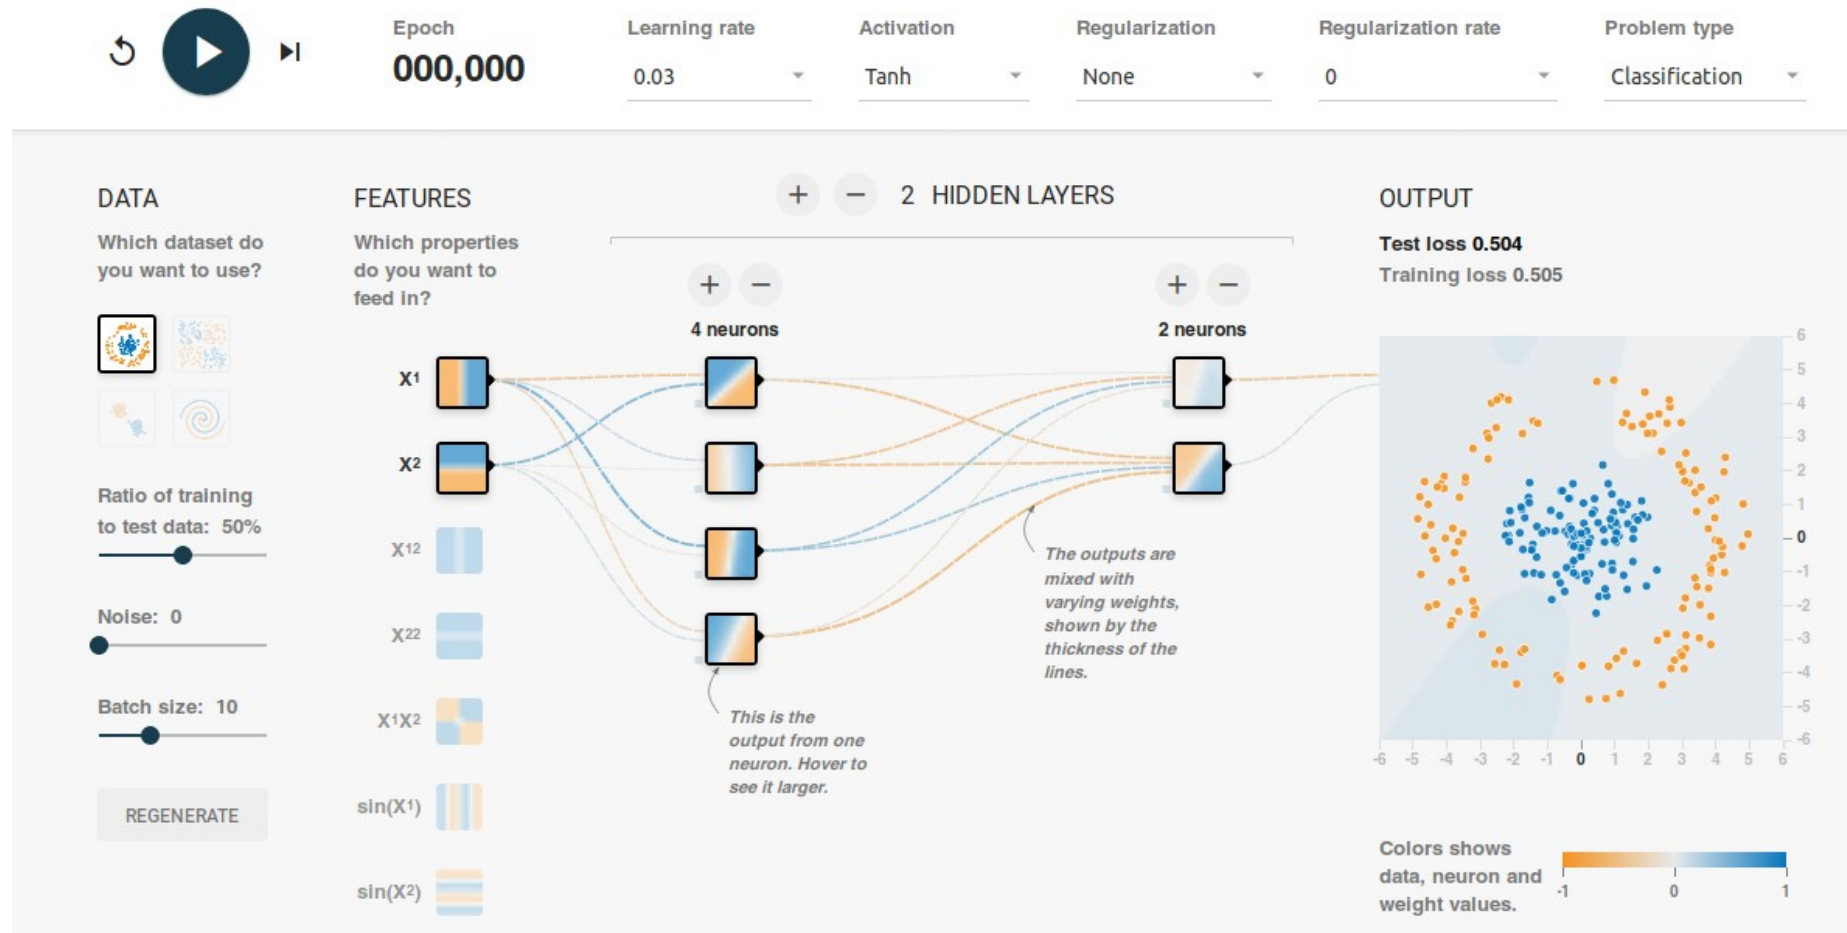 Epoch
000,000
Learning rate
0.03
Activation
Tanh
Regularization
None
Regularization rate
0
Problem type
Classification
DATA
Which dataset do
you want to use?
Ratio of training
to test data: 50%
Noise: 0
Batch size: 10
REGENERATE
FEATURES
Which properties
do you want to
feed in?
X1
X2
X12
X22
X1X2
sin(X1)
sin(X2)
+ − 2 HIDDEN LAYERS
+ −
4 neurons
+ −
2 neurons
This is the
output from one
neuron. Hover to
see it larger.
The outputs are
mixed with
varying weights,
shown by the
thickness of the
lines.
OUTPUT
Test loss 0.504
Training loss 0.505
6
5
4
3
2
1
0
-1
-2
-3
-4
-5
-6
-6 -5 -4 -3 -2 -1 0 1 2 3 4 5 6
Colors shows
data, neuron and
weight values.
-1 0 1